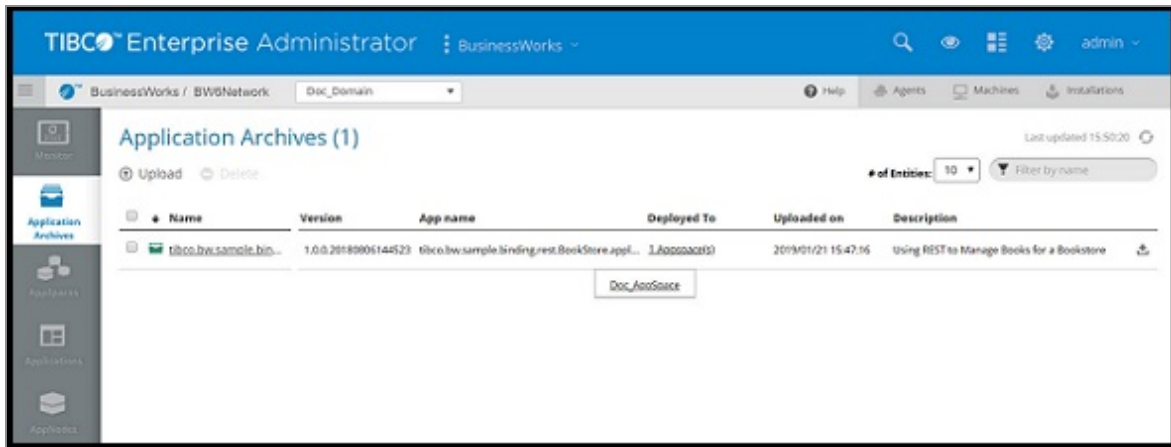 TIBCO™ Enterprise Administrator BusinessWorks admin
BusinessWorks / BW6Network Doc_Domain Help Agents Machines Installations
Monitor
Application Archives (1)
Last updated 15:50:20
Upload Delete
# of Entities: 10 Filter by name
Application Archives
Name Version App name Deployed To Uploaded on Description
tibco.bw.sample.bin... 1.0.0.20180806144523 tibco.bw.sample.binding.rest.BookStore.appl... 1 Appspace(s) 2019/01/21 15:47:16 Using REST to Manage Books for a Bookstore
Doc_AppSpace
AppSpaces
Applications
AppNodes